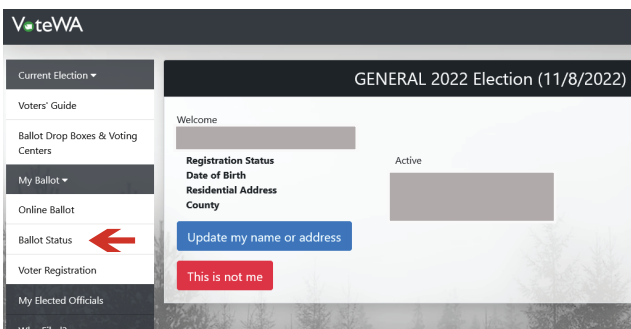 VoteWA
Current Election
GENERAL 2022 Election (11/8/2022)
Voters' Guide
Ballot Drop Boxes & Voting
Centers
My Ballot
Online Ballot
Ballot Status
Voter Registration
My Elected Officials
Who Filed?
Welcome
Registration Status
Active
Date of Birth
Residential Address
County
Update my name or address
This is not me